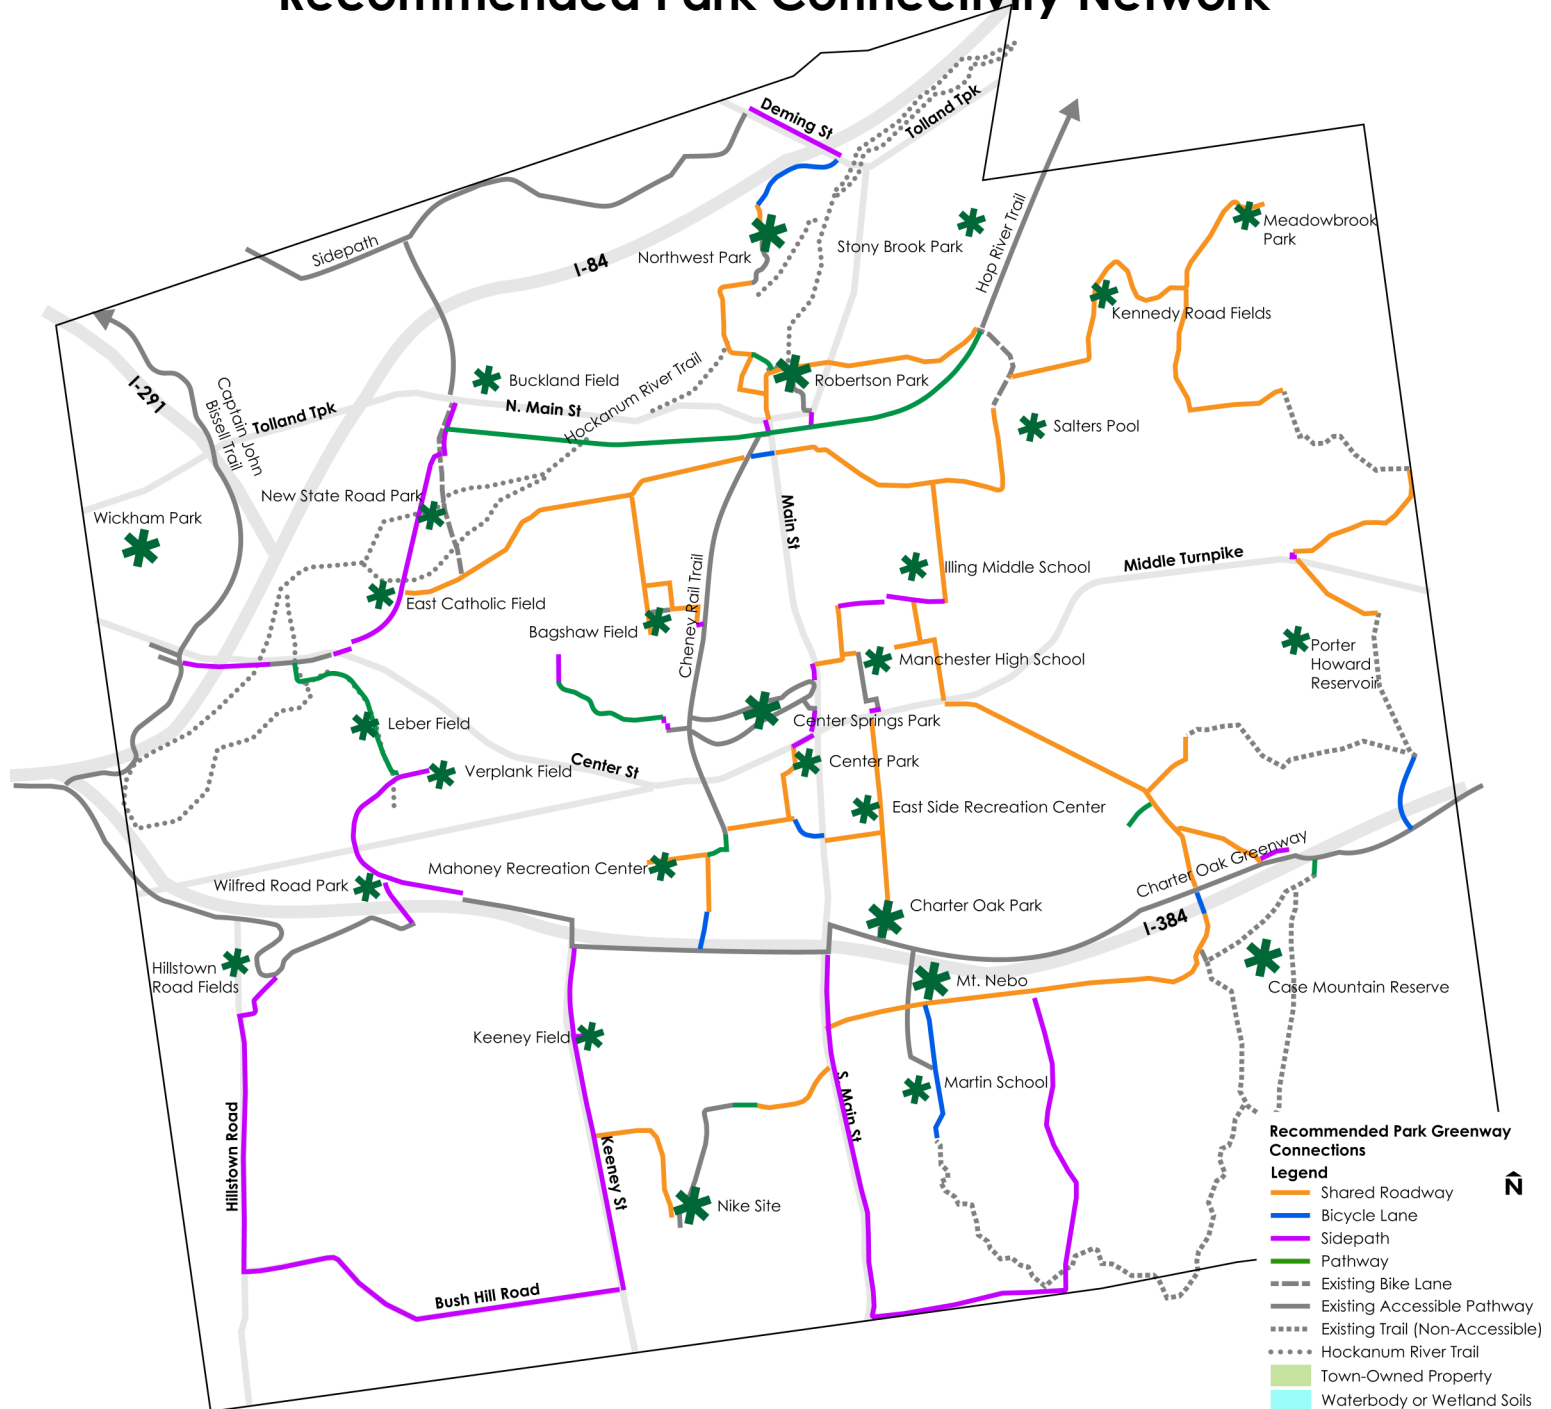 Recommended Park Connectivity Network
Deming St
Tolland Tpk
Sidepath
I-84
Northwest Park
Stony Brook Park
Hop River Trail
Meadowbrook
Park
Kennedy Road Fields
I-291
Captain John
Bissell Trail
Tolland Tpk
Buckland Field
N. Main St
Hockanum River Trail
Robertson Park
Salters Pool
New State Road Park
Wickham Park
Main St
Illing Middle School
Middle Turnpike
East Catholic Field
Bagshaw Field
Cheney Rail Trail
Manchester High School
Porter
Howard
Reservoir
Leber Field
Center Springs Park
Verplank Field
Center St
Center Park
East Side Recreation Center
Mahoney Recreation Center
Wilfred Road Park
Charter Oak Greenway
Charter Oak Park
I-384
Hillstown
Road Fields
Mt. Nebo
Case Mountain Reserve
Keeney Field
Martin School
Hillstown Road
S. Main St
Keeney St
Nike Site
Bush Hill Road
Recommended Park Greenway
Connections
Legend
N
Shared Roadway
Bicycle Lane
Sidepath
Pathway
Existing Bike Lane
Existing Accessible Pathway
Existing Trail (Non-Accessible)
Hockanum River Trail
Town-Owned Property
Waterbody or Wetland Soils